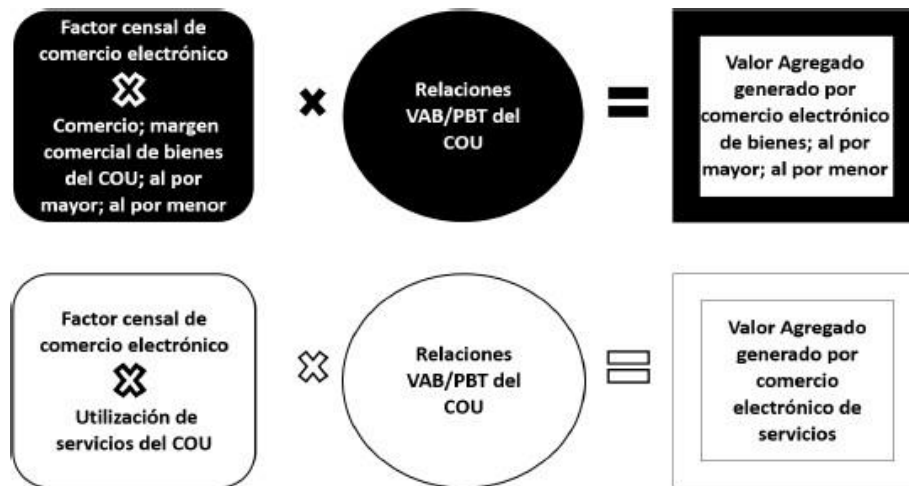 Factor censal de
comercio electrónico
Comercio; margen
comercial de bienes
del COU; al por
mayor; al por menor
Relaciones
VAB/PBT del
COU
Valor Agregado
generado por
comercio electrónico
de bienes; al por
mayor; al por menor
Factor censal de
comercio electrónico
Utilización de
servicios del COU
Relaciones
VAB/PBT del
COU
Valor Agregado
generado por
comercio
electrónico de
servicios